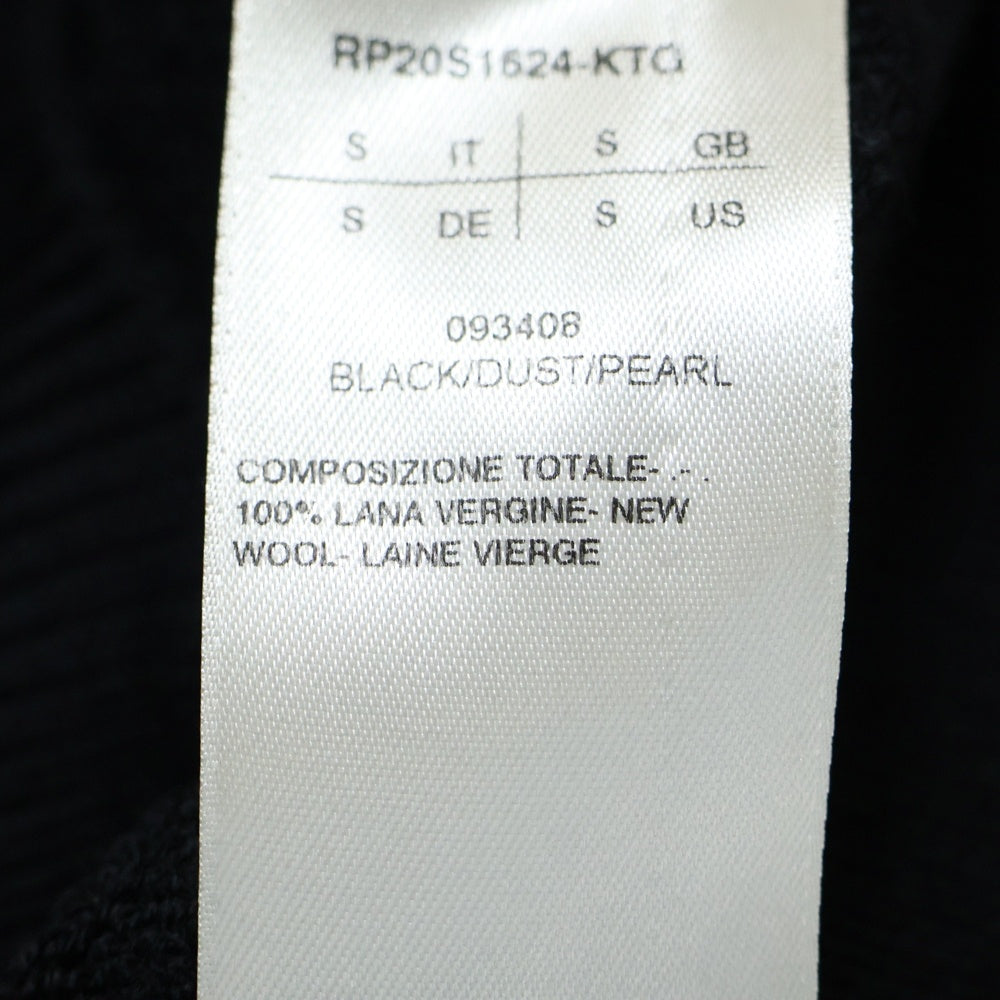 RP20S1624-KTG
S IT S GB
S DE S US
093408
BLACK/DUST/PEARL
COMPOSIZIONE TOTALE- .- .
100% LANA VERGINE- NEW
WOOL- LAINE VIERGE